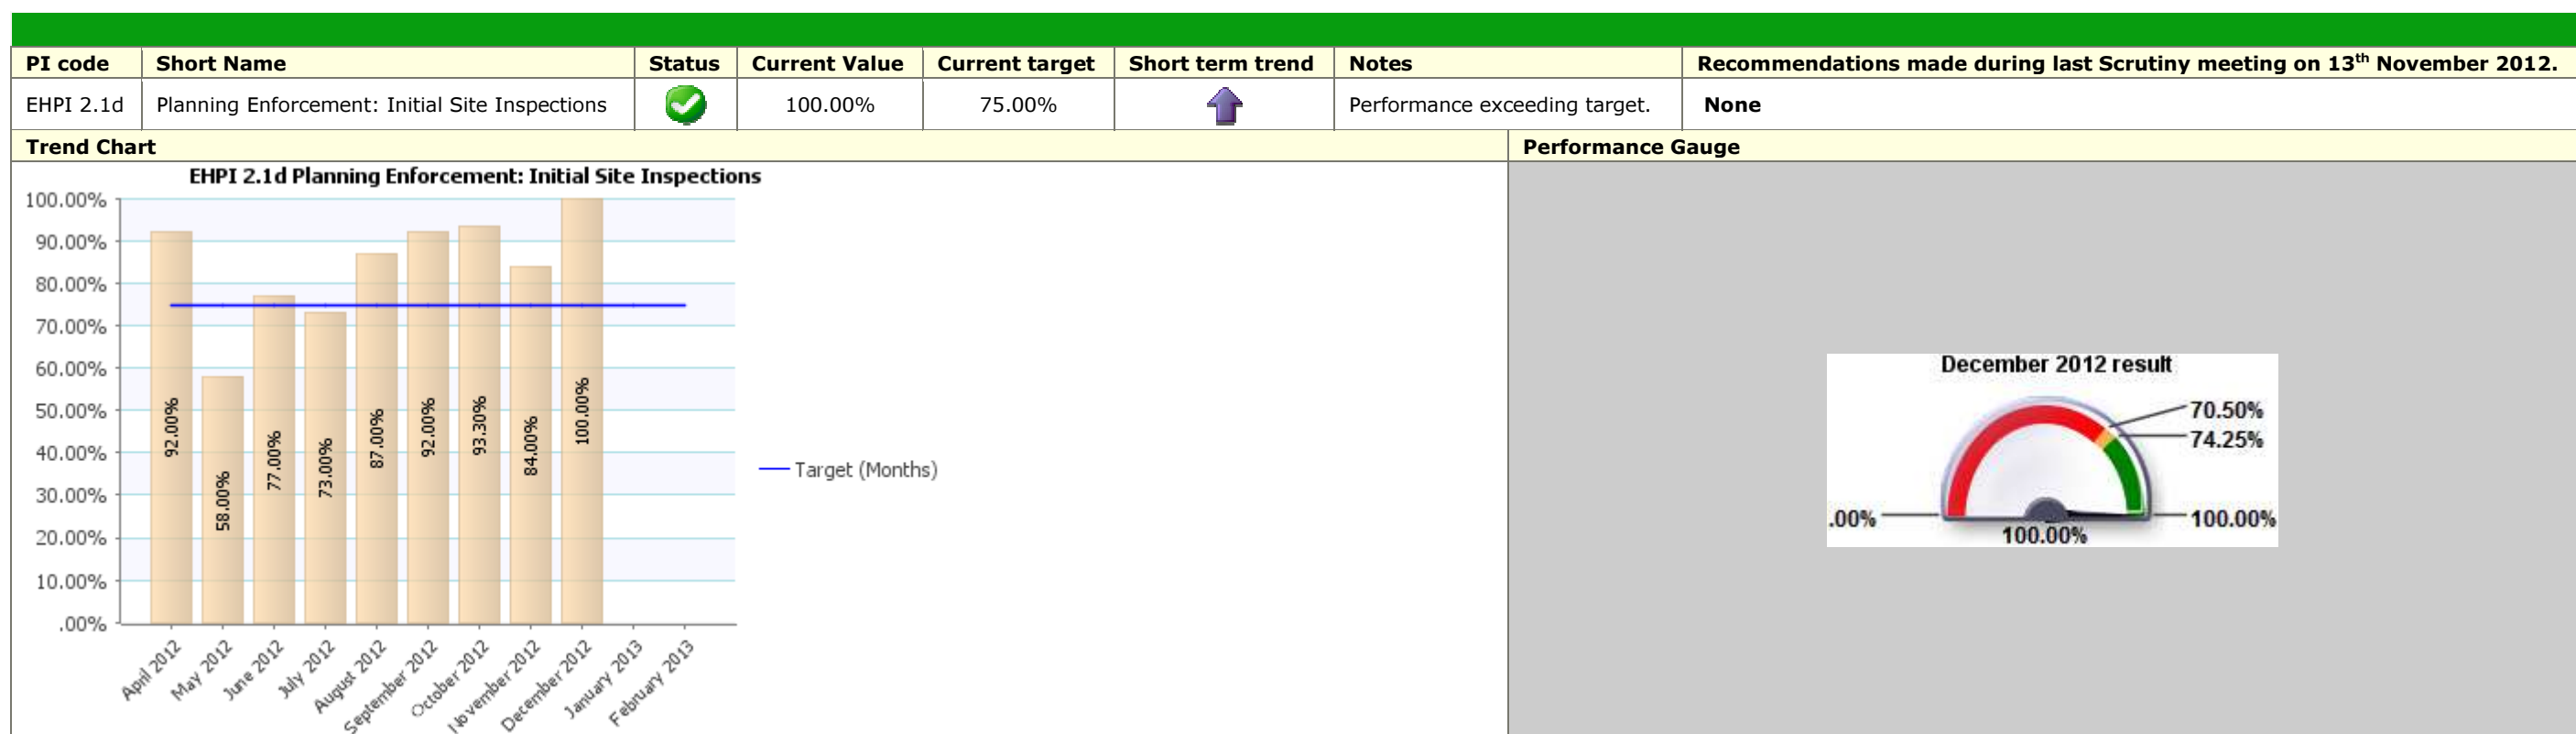 PI code Short Name Status Current Value Current target Short term trend Notes Recommendations made during last Scrutiny meeting on 13th November 2012.
EHPI 2.1d Planning Enforcement: Initial Site Inspections 100.00% 75.00% Performance exceeding target. None
Trend Chart Performance Gauge
EHPI 2.1d Planning Enforcement: Initial Site Inspections
100.00%
90.00%
80.00%
70.00%
60.00%
50.00%
40.00%
30.00%
20.00%
10.00%
.00%
92.00%
58.00%
77.00%
73.00%
87.00%
92.00%
93.30%
84.00%
100.00%
April 2012
May 2012
June 2012
July 2012
August 2012
September 2012
October 2012
November 2012
December 2012
January 2013
February 2013
Target (Months)
December 2012 result
70.50%
74.25%
.00%
100.00%
100.00%